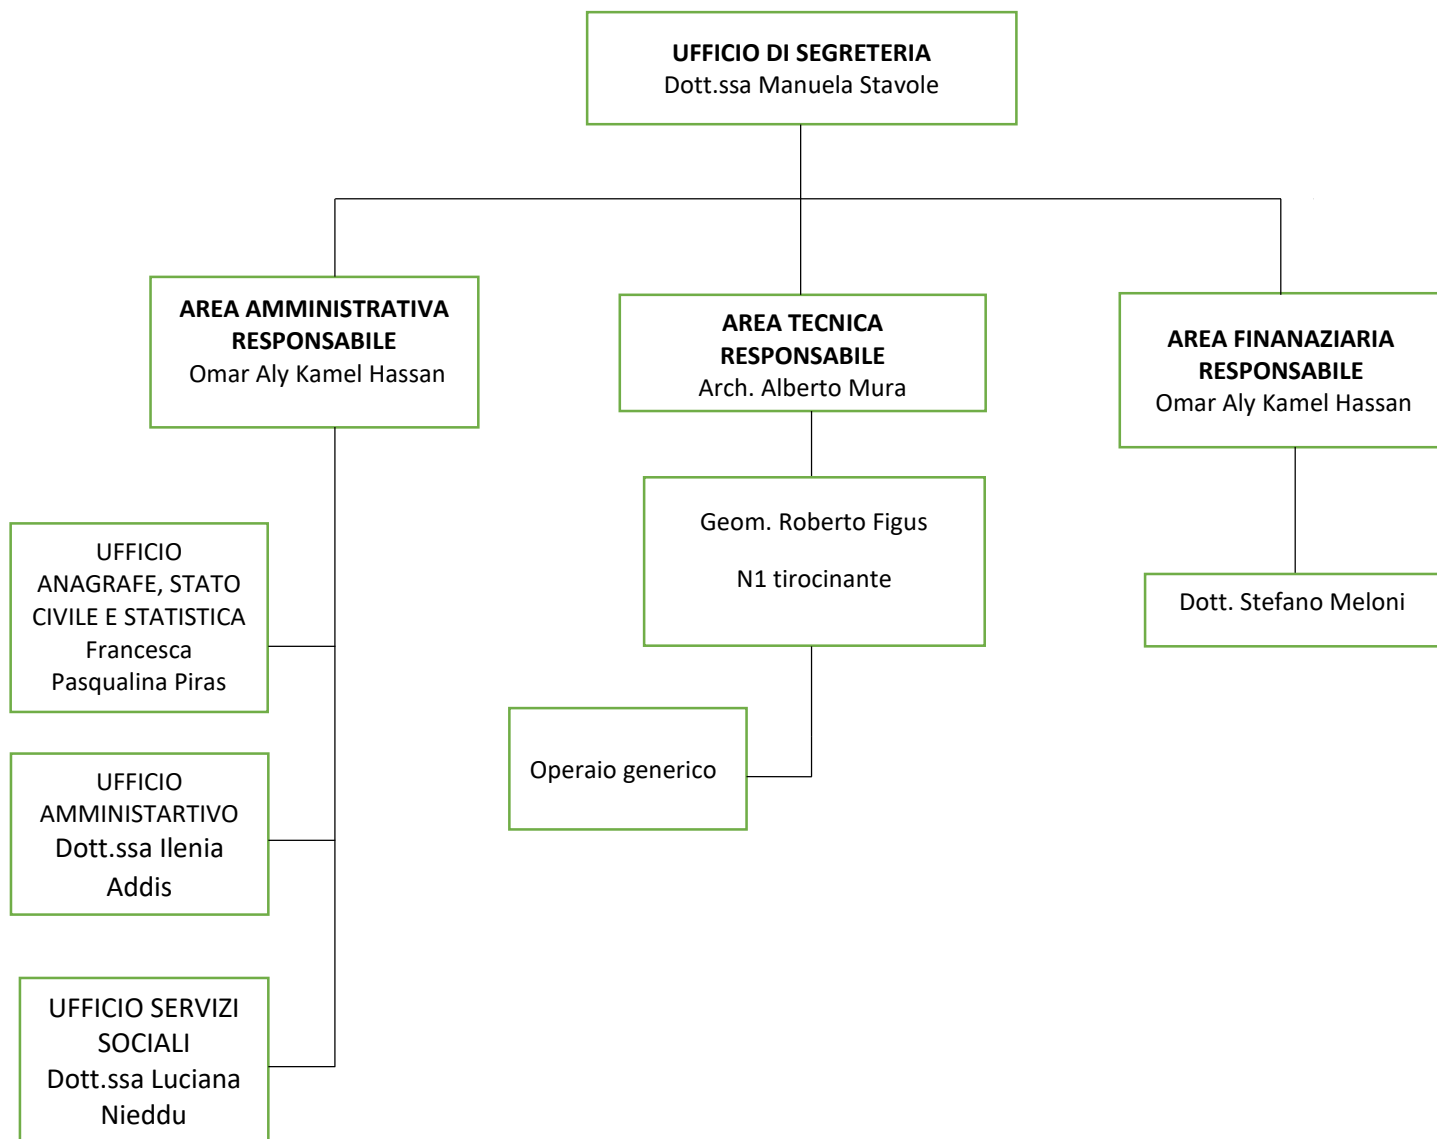 UFFICIO DI SEGRETERIA
Dott.ssa Manuela Stavole
AREA AMMINISTRATIVA
RESPONSABILE
Omar Aly Kamel Hassan
AREA TECNICA
RESPONSABILE
Arch. Alberto Mura
AREA FINANAZIARIA
RESPONSABILE
Omar Aly Kamel Hassan
UFFICIO
ANAGRAFE, STATO
CIVILE E STATISTICA
Francesca
Pasqualina Piras
Geom. Roberto Figus
N1 tirocinante
Dott. Stefano Meloni
Operaio generico
UFFICIO
AMMINISTARTIVO
Dott.ssa Ilenia
Addis
UFFICIO SERVIZI
SOCIALI
Dott.ssa Luciana
Nieddu